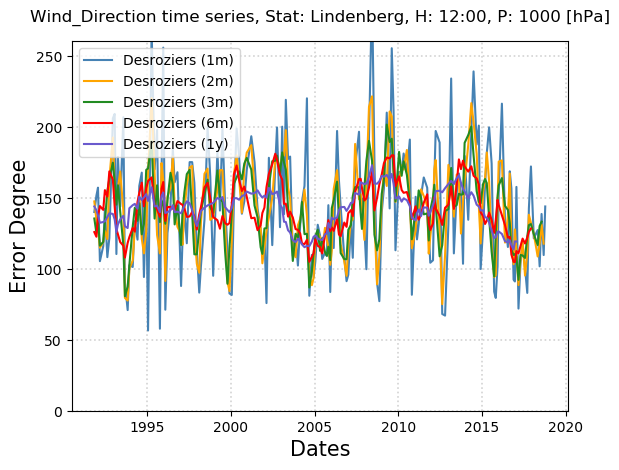 Wind_Direction time series, Stat: Lindenberg, H: 12:00, P: 1000 [hPa]
Desroziers (1m)
Desroziers (2m)
Desroziers (3m)
Desroziers (6m)
Desroziers (1y)
Error Degree
250
200
150
100
50
0
1995 2000 2005 2010 2015 2020
Dates